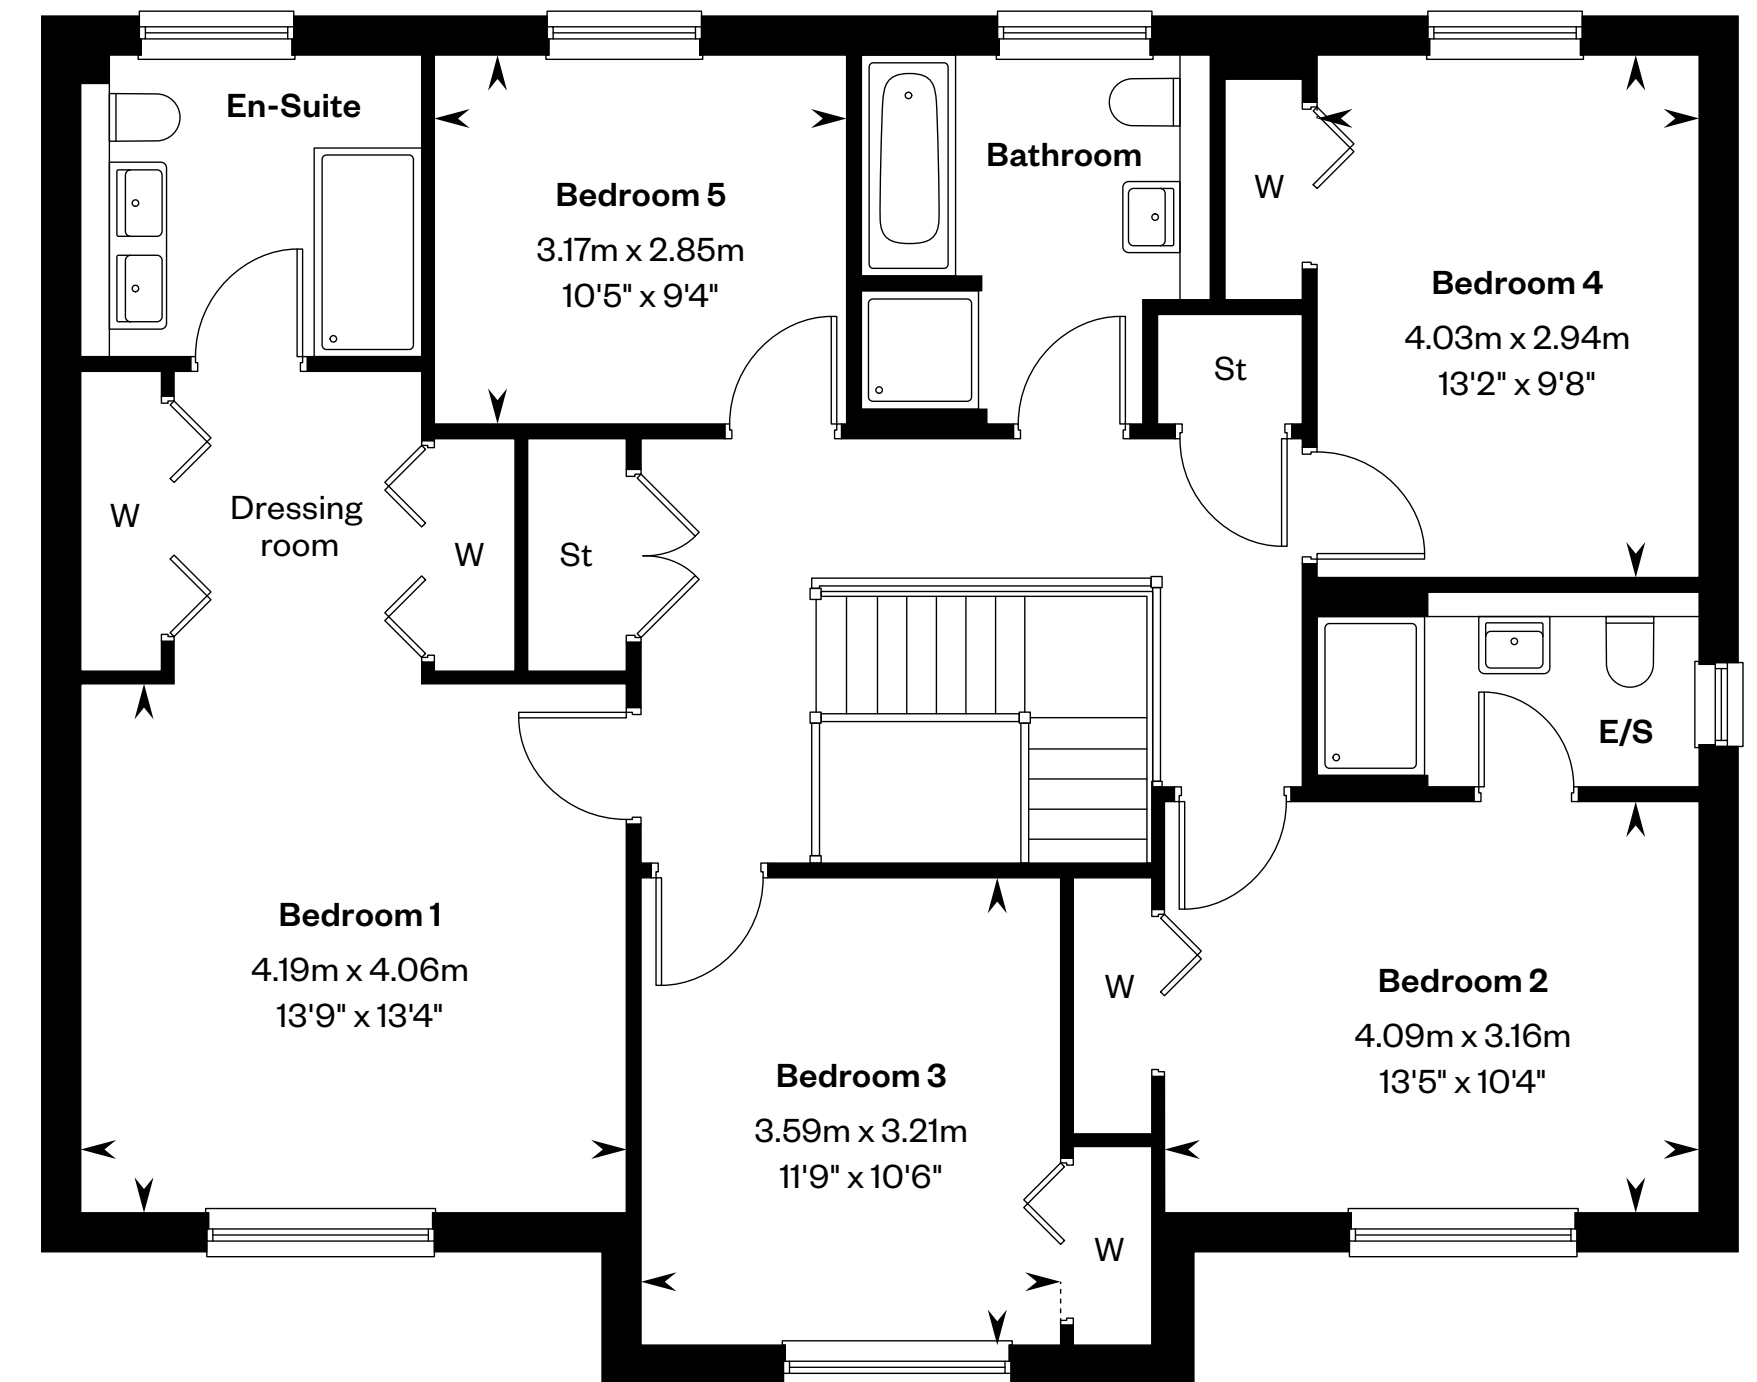 En-Suite
Bedroom 5
3.17m x 2.85m
10'5" x 9'4"
Bathroom
W
Bedroom 4
4.03m x 2.94m
13'2" x 9'8"
St
W
Dressing
room
W
St
E/S
Bedroom 1
4.19m x 4.06m
13'9" x 13'4"
Bedroom 3
3.59m x 3.21m
11'9" x 10'6"
W
Bedroom 2
4.09m x 3.16m
13'5" x 10'4"
W